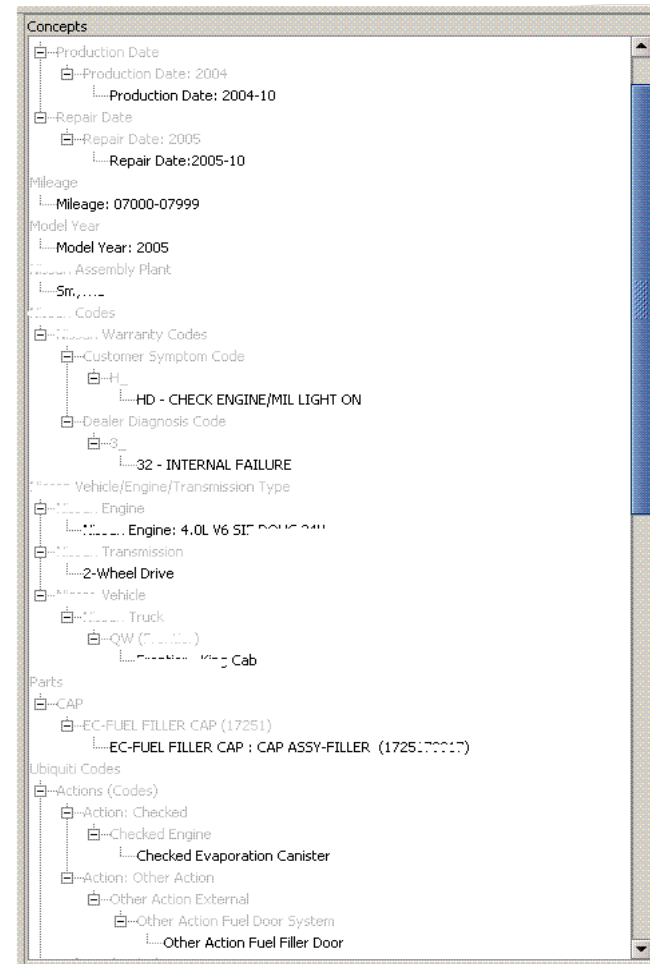 Concepts
Production Date
Production Date: 2004
Production Date: 2004-10
Repair Date
Repair Date: 2005
Repair Date:2005-10
Mileage
Mileage: 07000-07999
Model Year
Model Year: 2005
Assembly Plant
Codes
Warranty Codes
Customer Symptom Code
H_
HD - CHECK ENGINE/MIL LIGHT ON
Dealer Diagnosis Code
3_
32 - INTERNAL FAILURE
Vehicle/Engine/Transmission Type
Engine
Engine: 4.0L V6
Transmission
2-Wheel Drive
Vehicle
Truck
QW
King Cab
Parts
CAP
EC-FUEL FILLER CAP (17251)
EC-FUEL FILLER CAP : CAP ASSY-FILLER
Ubiquiti Codes
Actions (Codes)
Action: Checked
Checked Engine
Checked Evaporation Canister
Action: Other Action
Other Action External
Other Action Fuel Door System
Other Action Fuel Filler Door